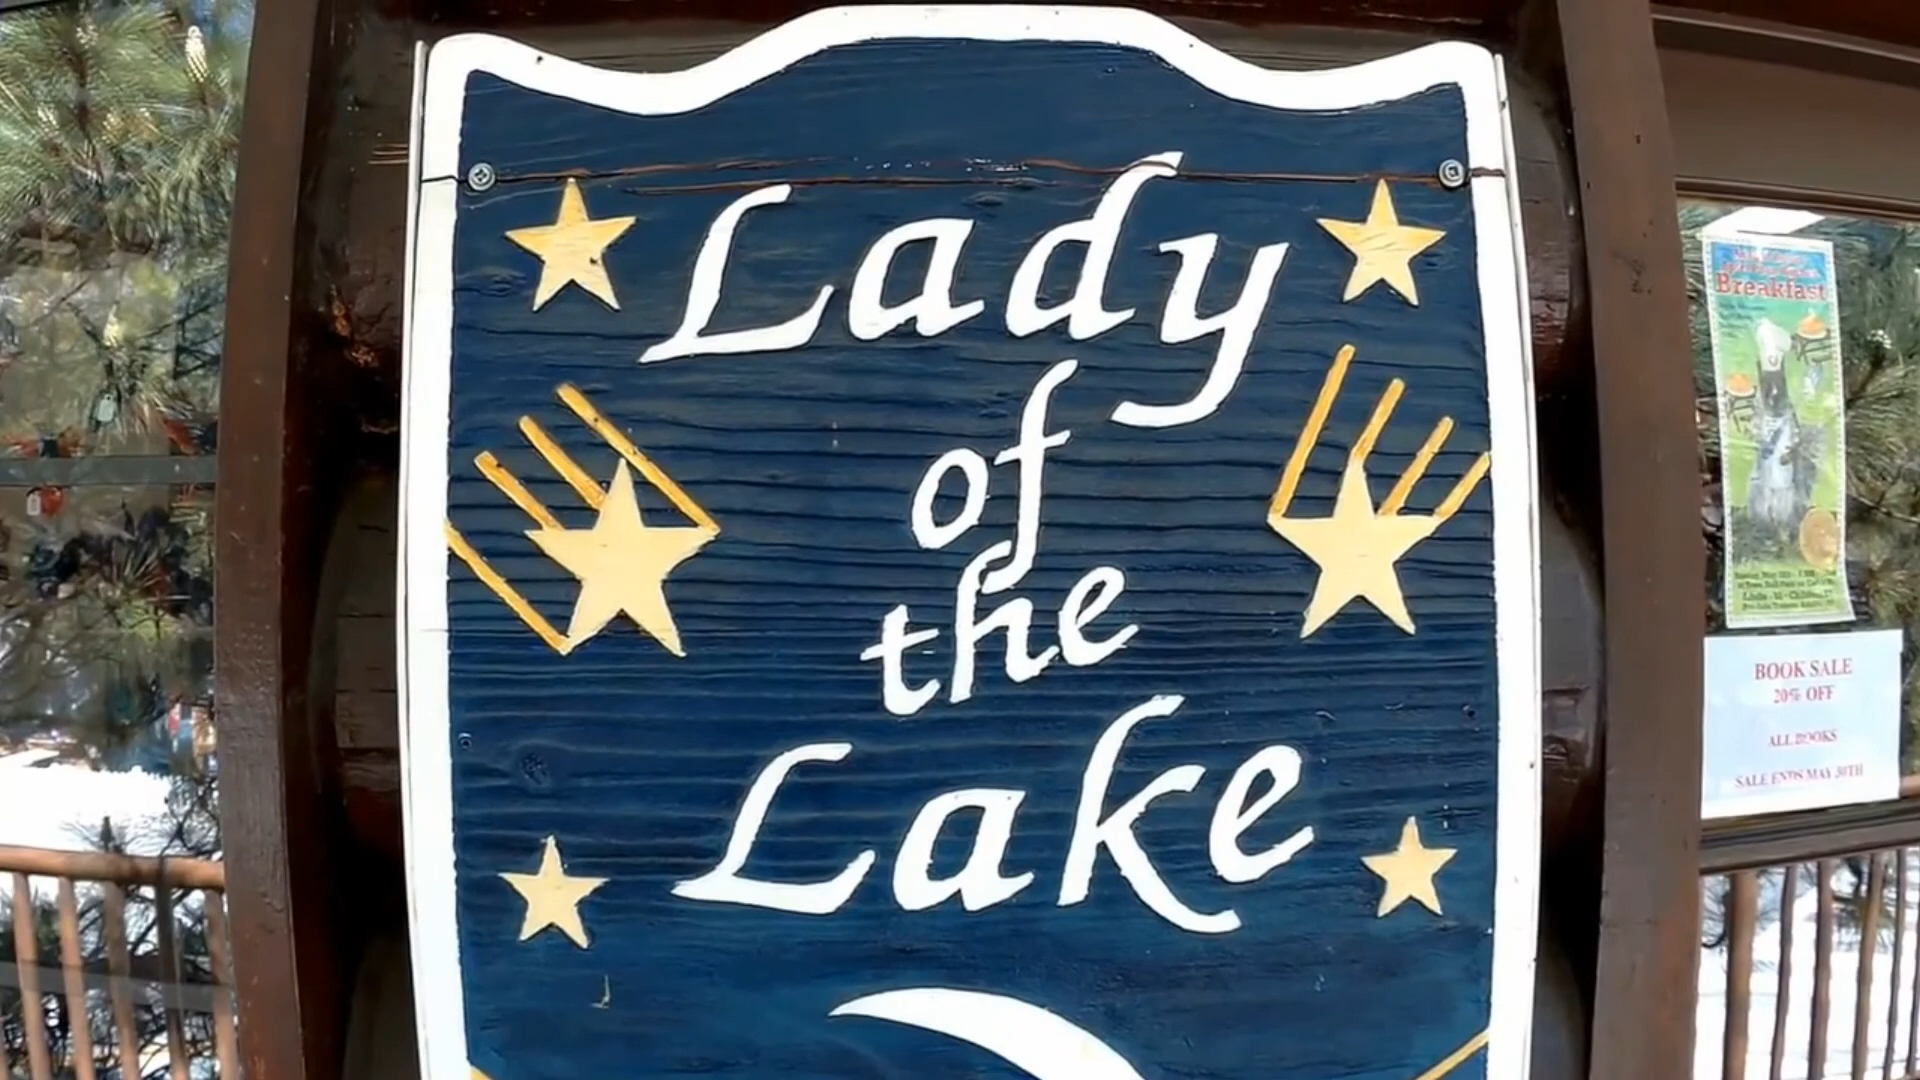 Lady
of
the
Lake
Breakfast
BOOK SALE
20% OFF
ALL BOOKS
SALE ENDS MAY 30TH